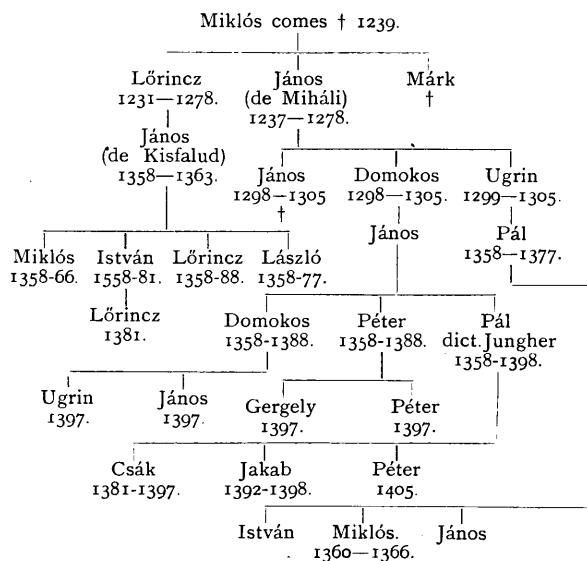 Miklós comes † 1239.
Lőrincz János Márk
1231—1278. (de Miháli) †
1237—1278.
János
(de Kisfalud)
1358—1363.
János Domokos Ugrin
1298—1305 1298—1305. 1299—1305.
†
János Pál
1358—1377.
Miklós István Lőrincz László
1358-66. 1558-81. 1358-88. 1358-77.
Lőrincz
1381.
Domokos Péter Pál
1358-1388. 1358-1388. dict. Jungher
1358-1398.
Ugrin János Gergely Péter
1397. 1397. 1397. 1397.
Csák Jakab Péter
1381-1397. 1392-1398. 1405.
István Miklós. János
1360—1366.